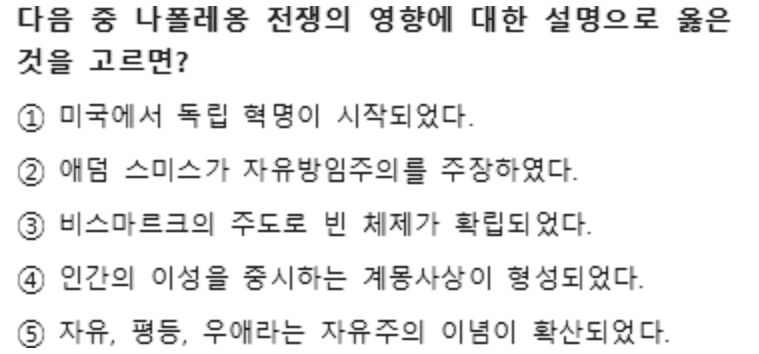 다음 중 나폴레옹 전쟁의 영향에 대한 설명으로 옳은
것을 고르면?
① 미국에서 독립 혁명이 시작되었다.
② 애덤 스미스가 자유방임주의를 주장하였다.
③ 비스마르크의 주도로 빈 체제가 확립되었다.
④ 인간의 이성을 중시하는 계몽사상이 형성되었다.
⑤ 자유, 평등, 우애라는 자유주의 이념이 확산되었다.